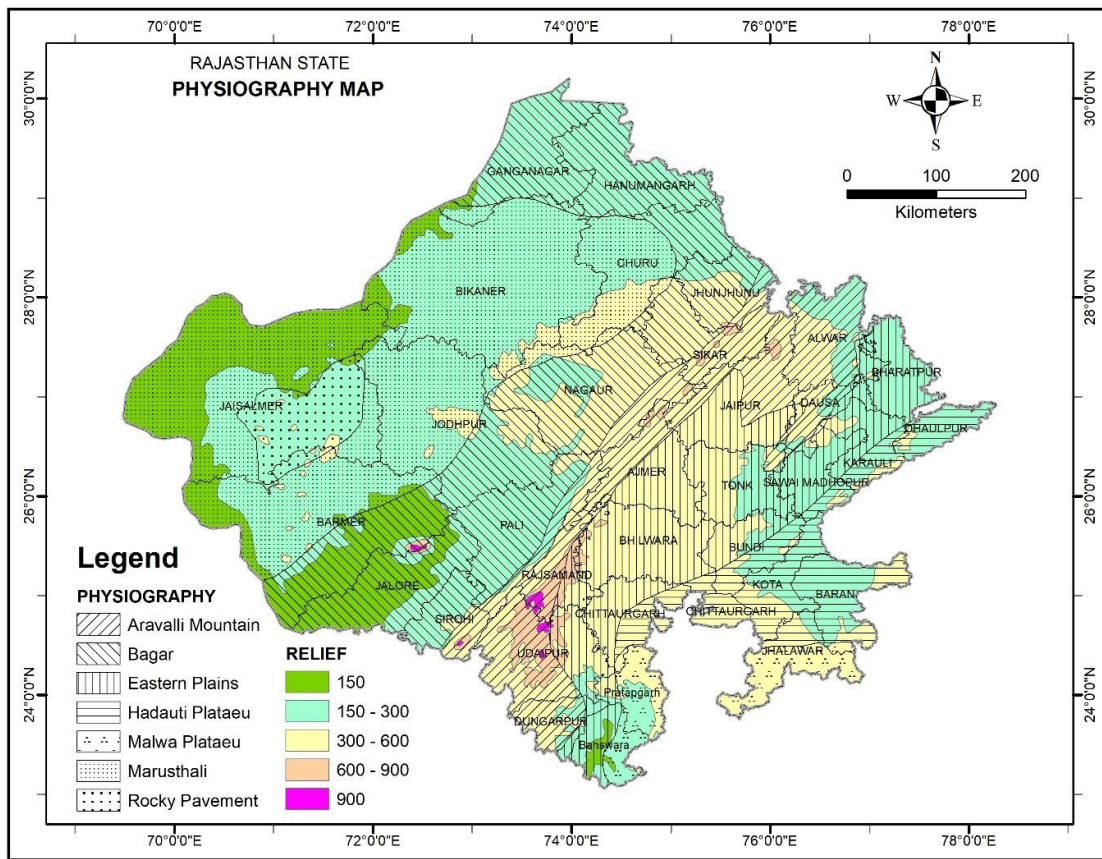 70°0'0"E 72°0'0"E 74°0'0"E 76°0'0"E 78°0'0"E
RAJASTHAN STATE
PHYSIOGRAPHY MAP
N
W E
S
0 100 200
Kilometers
30°0'0"N 30°0'0"N
28°0'0"N 28°0'0"N
26°0'0"N 26°0'0"N
24°0'0"N 24°0'0"N
GANGANAGAR
HANUMANGARH
CHURU
BIKANER
JHUNJHUNU
ALWAR
SIKAR
BHARATPUR
NAGAUR
JAISALMER
JAIPUR
DAUSA
JODHPUR
DHAULPUR
KARAULI
AJMER
TONK
SAWAI MADHOPUR
BARMER
PALI
BHILWARA
BUNDI
JALORE
RAJSAMAND
KOTA
BARAN
SIROHI
CHITTAURGARH
CHITTAURGARH
UDAIPUR
JHALAWAR
Pratapgarh
DUNGARPUR
Banswara
Legend
PHYSIOGRAPHY
Aravalli Mountain
Bagar
Eastern Plains
Hadauti Plataeu
Malwa Plataeu
Marusthali
Rocky Pavement
RELIEF
150
150 - 300
300 - 600
600 - 900
900
70°0'0"E 72°0'0"E 74°0'0"E 76°0'0"E 78°0'0"E